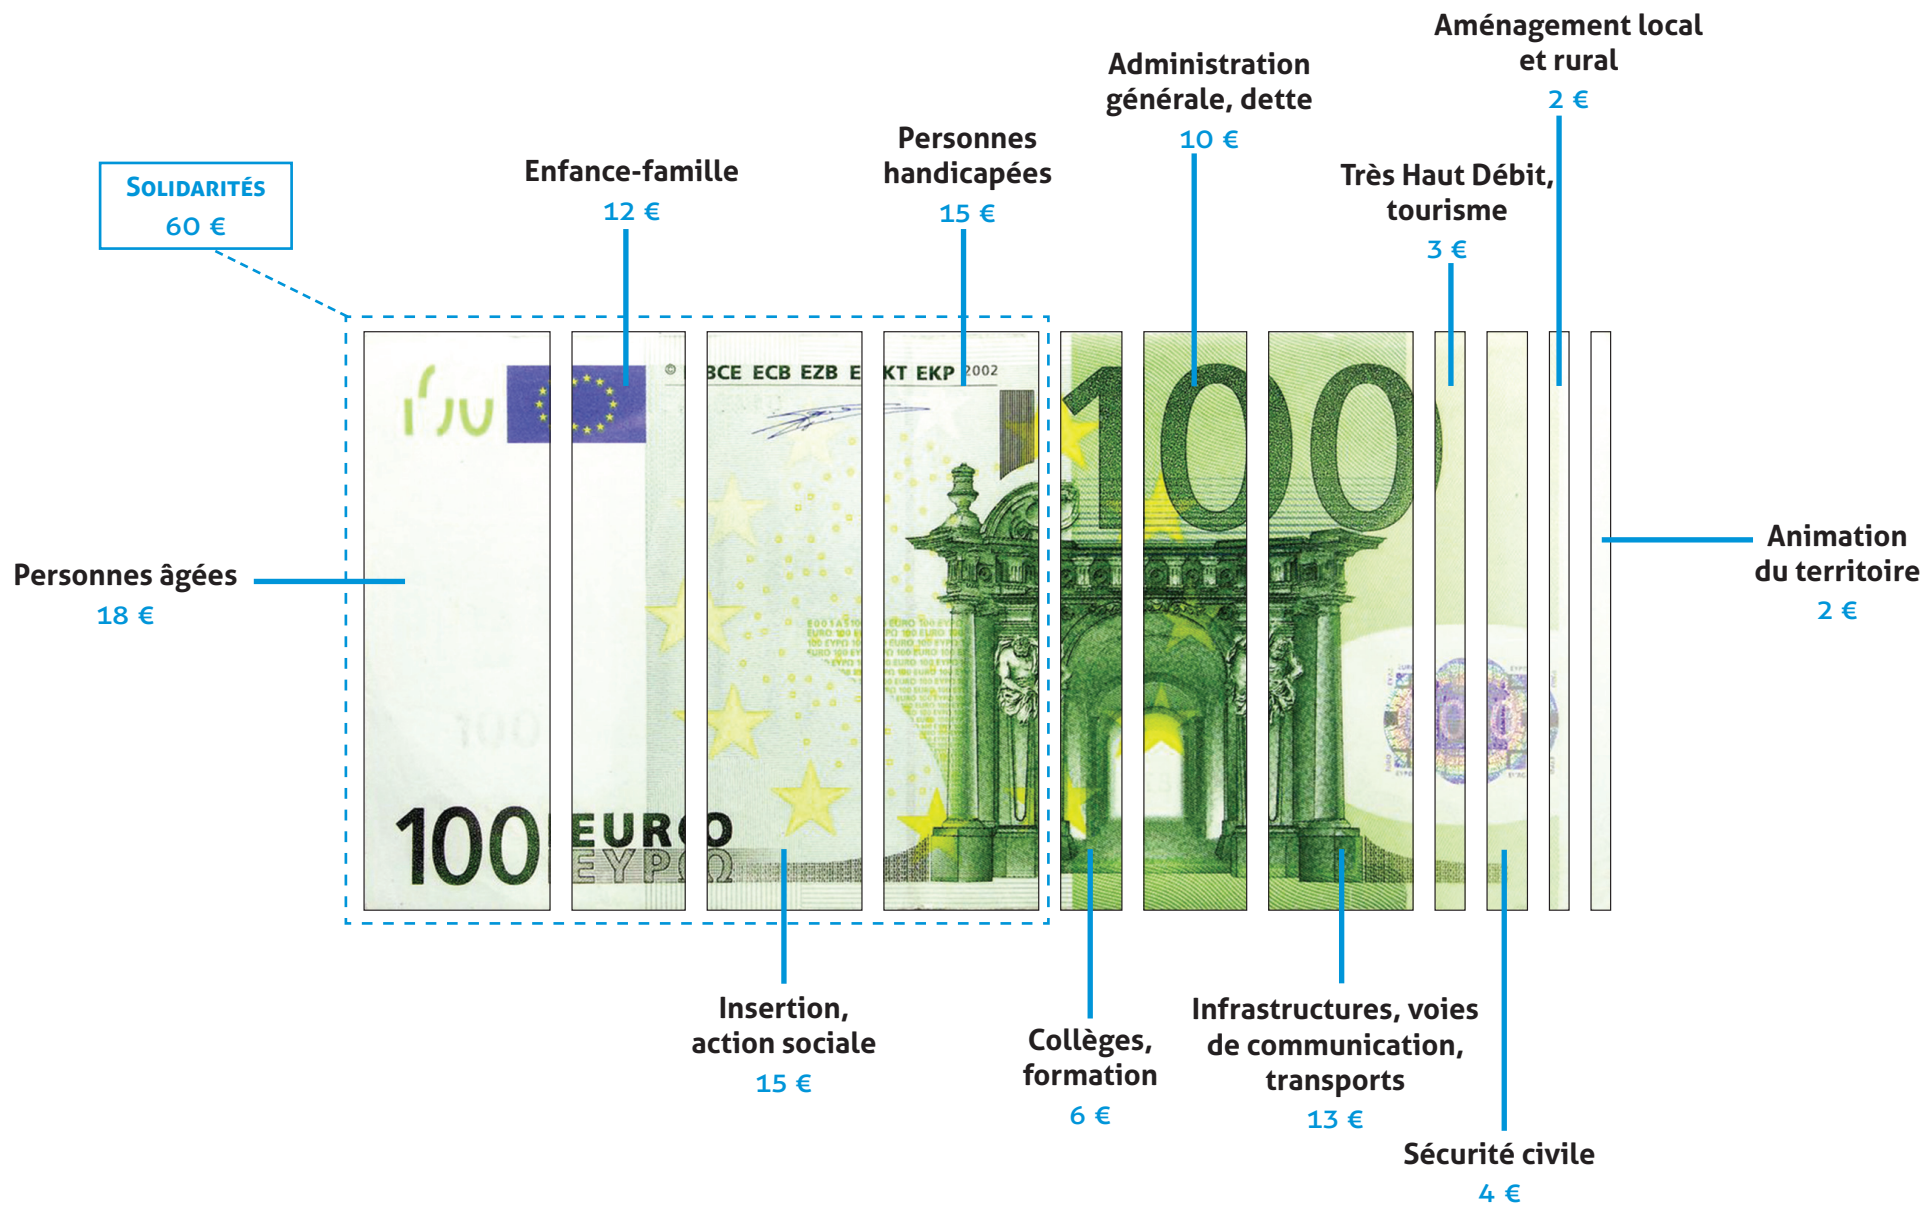 Aménagement local
et rural
2 €
Administration
générale, dette
10 €
Personnes
handicapées
15 €
Enfance-famille
12 €
Très Haut Débit,
tourisme
3 €
SOLIDARITÉS
60 €
BCE ECB EZB EKT EKP 2002
100
Personnes âgées
18 €
Animation
du territoire
2 €
100 EURO
ΕΥΡΩ
Insertion,
action sociale
15 €
Collèges,
formation
6 €
Infrastructures, voies
de communication,
transports
13 €
Sécurité civile
4 €